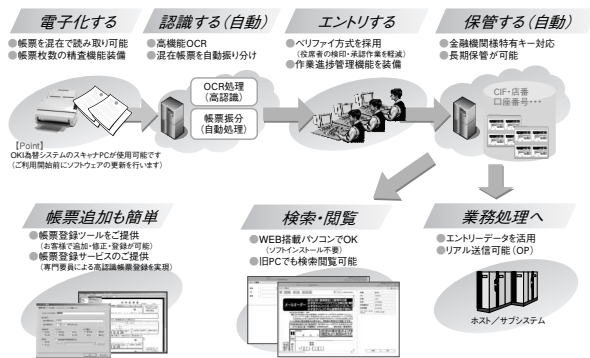 電子化する
●帳票を混在で読み取り可能
●帳票枚数の精査機能装備
【Point】
OKI為替システムのスキャナPCが使用可能です
（ご利用開始前にソフトウェアの更新を行います）
認識する（自動）
●高機能OCR
●混在帳票を自動振り分け
OCR処理
（高認識）
帳票振分
（自動処理）
エントリする
●ベリファイ方式を採用
（役席者の検印・承認作業を軽減）
●作業進捗管理機能を装備
保管する（自動）
●金融機関様特有キー対応
●長期保管が可能
CIF・店番
口座番号・・・
帳票追加も簡単
●帳票登録ツールをご提供
（お客様で追加・修正・登録が可能）
●帳票登録サービスのご提供
（専門要員による高認識帳票登録を実現）
検索・閲覧
●WEB搭載パソコンでOK
（ソフトインストール不要）
●旧PCでも検索閲覧可能
業務処理へ
●エントリーデータを活用
●リアル送信可能（OP）
ホスト／サブシステム